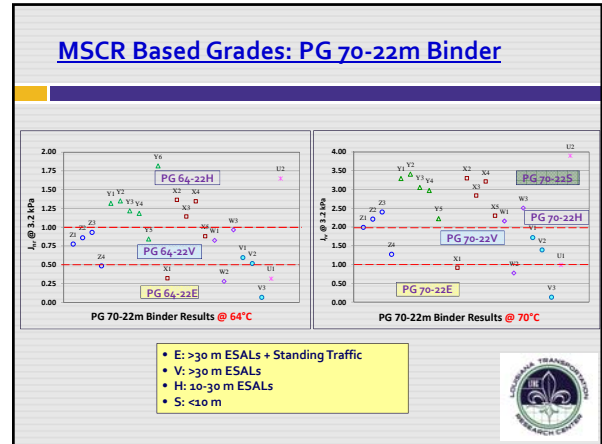 MSCR Based Grades: PG 70-22m Binder
Jnr @ 3.2 kPa
2.00
1.75
1.50
1.25
1.00
0.75
0.50
0.25
0.00
Z1
Z2
Z3
Z4
Y1
Y2
Y3
Y4
Y5
Y6
X1
X2
X3
X4
X5
W1
W2
W3
V1
V2
V3
U1
U2
PG 64-22H
PG 64-22V
PG 64-22E
PG 70-22m Binder Results @ 64°C
Jnr @ 3.2 kPa
4.00
3.50
3.00
2.50
2.00
1.50
1.00
0.50
0.00
Z1
Z2
Z3
Z4
Y1
Y2
Y3
Y4
Y5
X1
X2
X3
X4
X5
W1
W2
W3
V1
V2
V3
U1
U2
PG 70-22S
PG 70-22H
PG 70-22V
PG 70-22E
PG 70-22m Binder Results @ 70°C
• E: >30 m ESALs + Standing Traffic
• V: >30 m ESALs
• H: 10-30 m ESALs
• S: <10 m
LOUISIANA TRANSPORTATION
RESEARCH CENTER
LTRC